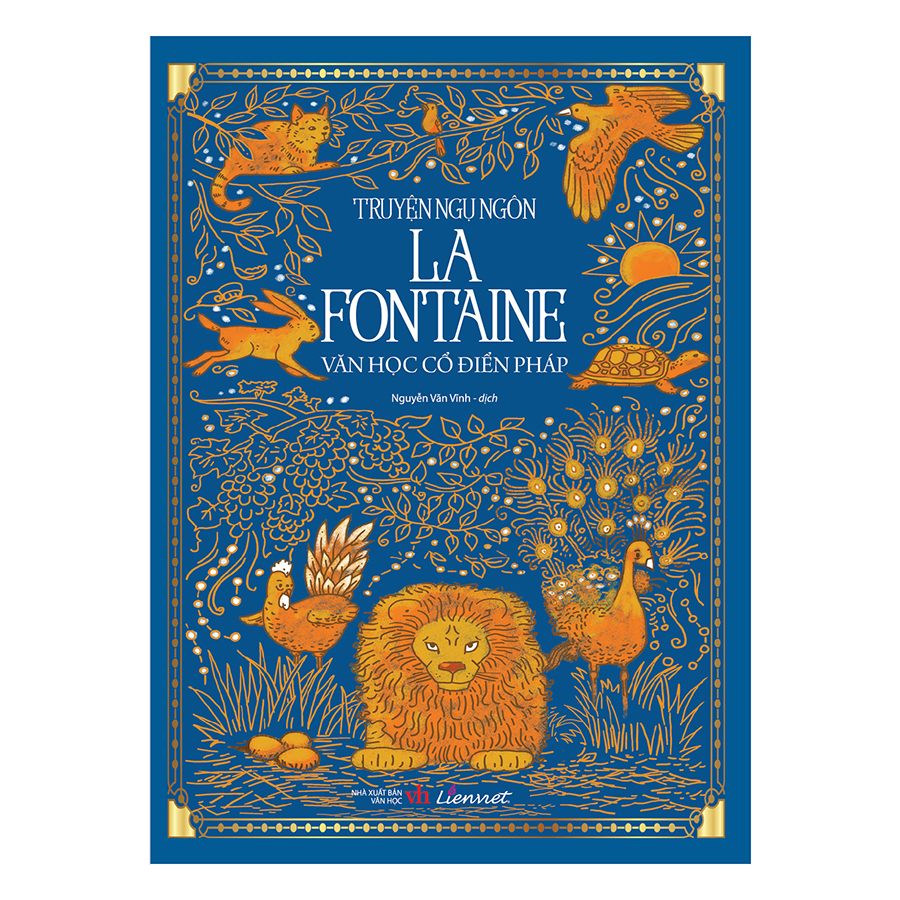 TRUYỆN NGỤ NGÔN
LA
FONTAINE
VĂN HỌC CỔ ĐIỂN PHÁP
Nguyễn Văn Vĩnh - dịch
NHÀ XUẤT BẢN
VĂN HỌC
vh
Lienviet